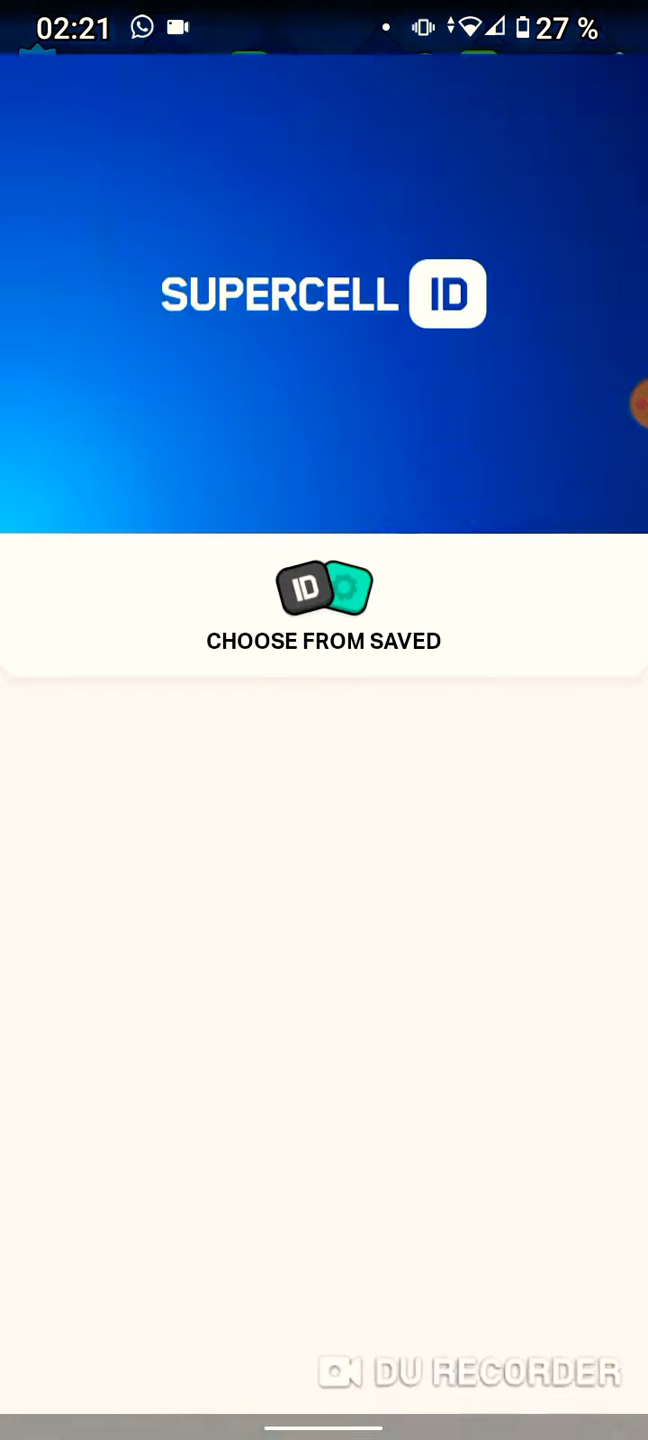 02:21
27 %
SUPERCELL ID
ID
CHOOSE FROM SAVED
DU RECORDER